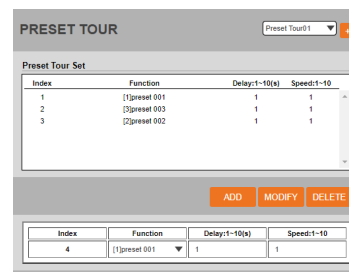 PRESET TOUR Preset Tour01 +
Preset Tour Set
Index Function Delay:1~10(s) Speed:1~10
1 [1]preset 001 1 1
2 [3]preset 003 1 1
3 [2]preset 002 1 1
ADD MODIFY DELETE
Index Function Delay:1~10(s) Speed:1~10
4 [1]preset 001 1 1